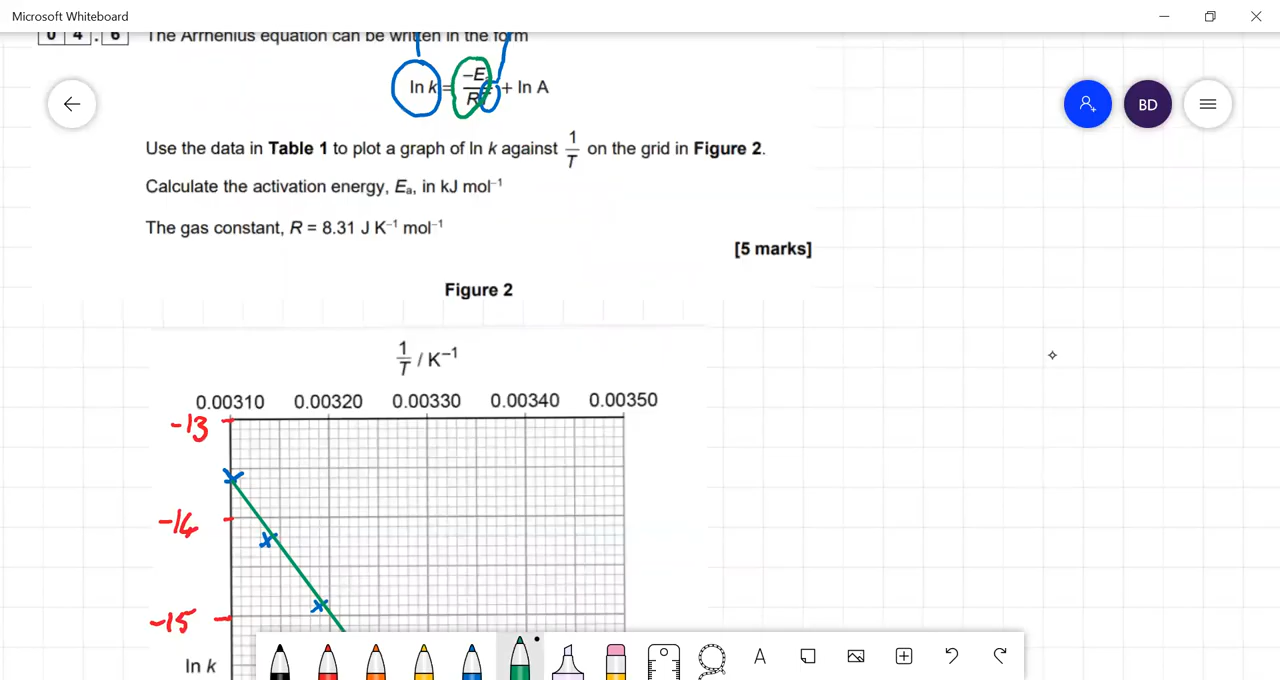 Microsoft Whiteboard
0 4 . 6 The Arrhenius equation can be written in the form
ln k = −E / R + ln A
BD
Use the data in Table 1 to plot a graph of ln k against 1/T on the grid in Figure 2.
Calculate the activation energy, Eₐ, in kJ mol⁻¹
The gas constant, R = 8.31 J K⁻¹ mol⁻¹
[5 marks]
Figure 2
1/T / K⁻¹
0.00310 0.00320 0.00330 0.00340 0.00350
-13
-14
-15
ln k
A